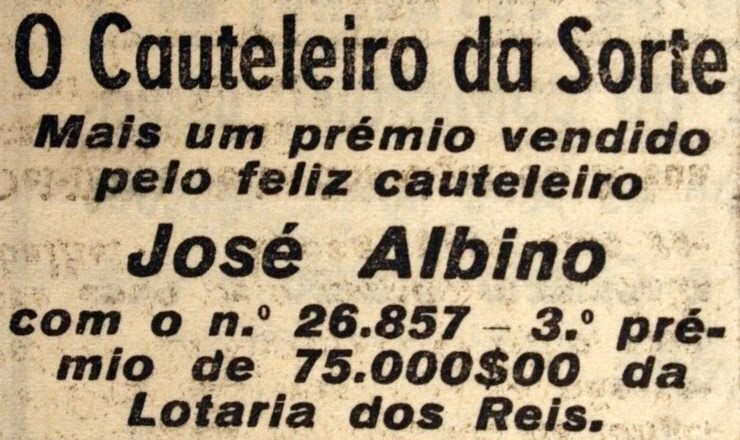 O Cauteleiro da Sorte
Mais um prémio vendido
pelo feliz cauteleiro
José Albino
com o n.º 26.857 – 3.º pré-
mio de 75.000$00 da
Lotaria dos Reis.